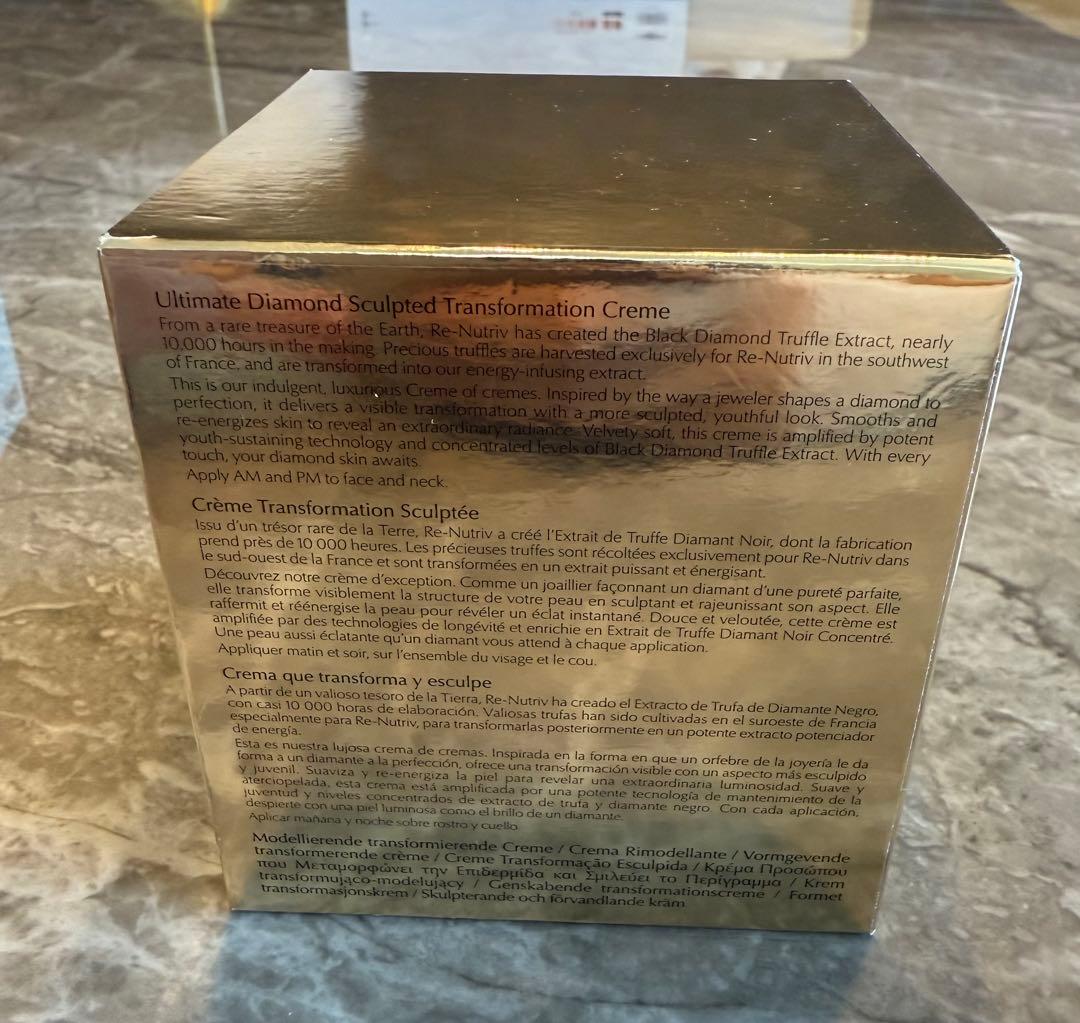 Ultimate Diamond Sculpted Transformation Creme
From a rare treasure of the Earth, Re-Nutriv has created the Black Diamond Truffle Extract, nearly
10,000 hours in the making. Precious truffles are harvested exclusively for Re-Nutriv in the southwest
of France, and are transformed into our energy-infusing extract.
This is our indulgent, luxurious Creme of cremes. Inspired by the way a jeweler shapes a diamond to
perfection, it delivers a visible transformation with a more sculpted, youthful look. Smooths and
re-energizes skin to reveal an extraordinary radiance. Velvety soft, this creme is amplified by potent
youth-sustaining technology and concentrated levels of Black Diamond Truffle Extract. With every
touch, your diamond skin awaits.
Apply AM and PM to face and neck.
Crème Transformation Sculptée
Issu d'un trésor rare de la Terre, Re-Nutriv a créé l'Extrait de Truffe Diamant Noir, dont la fabrication
prend près de 10 000 heures. Les précieuses truffes sont récoltées exclusivement pour Re-Nutriv dans
le sud-ouest de la France et sont transformées en un extrait puissant et énergisant.
Découvrez notre crème d'exception. Comme un joaillier façonnant un diamant d'une pureté parfaite,
elle transforme visiblement la structure de votre peau en sculptant et rajeunissant son aspect. Elle
raffermit et réénergise la peau pour révéler un éclat instantané. Douce et veloutée, cette crème est
amplifiée par des technologies de longévité et enrichie en Extrait de Truffe Diamant Noir Concentré.
Une peau aussi éclatante qu'un diamant vous attend à chaque application.
Appliquer matin et soir, sur l'ensemble du visage et le cou.
Crema que transforma y esculpe
A partir de un valioso tesoro de la Tierra, Re-Nutriv ha creado el Extracto de Trufa de Diamante Negro,
con casi 10 000 horas de elaboración. Valiosas trufas han sido cultivadas en el suroeste de Francia
especialmente para Re-Nutriv, para transformarlas posteriormente en un potente extracto potenciador
de energía.
Esta es nuestra lujosa crema de cremas. Inspirada en la forma en que un orfebre de la joyería le da
forma a un diamante a la perfección, ofrece una transformación visible con un aspecto más esculpido
y juvenil. Suaviza y re-energiza la piel para revelar una extraordinaria luminosidad. Suave y
aterciopelada, esta crema está amplificada por una potente tecnología de mantenimiento de la
juventud y niveles concentrados de extracto de trufa y diamante negro. Con cada aplicación,
despierte con una piel luminosa como el brillo de un diamante.
Aplicar mañana y noche sobre rostro y cuello.
Modellierende transformierende Creme / Crema Rimodellante / Vormgevende
transformerende crème / Creme Transformação Esculpida / Κρέμα Προσώπου
που Μεταμορφώνει την Επιδερμίδα και Σμιλεύει το Περίγραμμα / Krem
transformująco-modelujący / Genskabende transformationscreme / Formet
transformasjonskrem / Skulpterande och förvandlande kräm